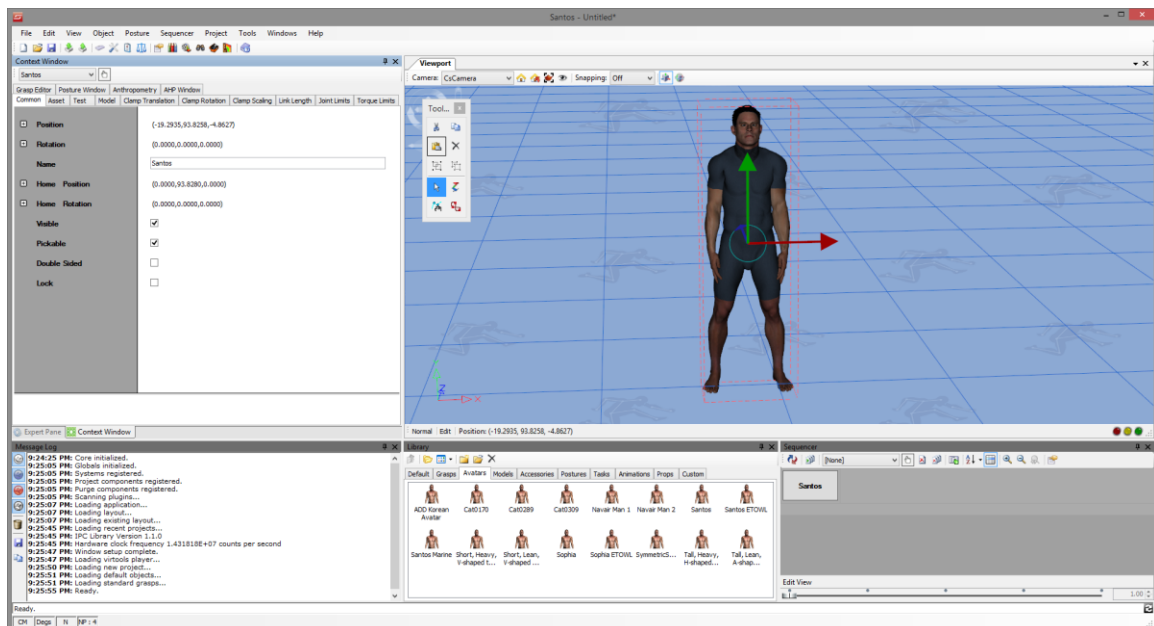 Santos - Untitled*
File Edit View Object Posture Sequencer Project Tools Windows Help
Context Window
Santos
Grasp Editor Posture Window Anthropometry AHP Window
Common Asset Test Model Clamp Translation Clamp Rotation Clamp Scaling Link Length Joint Limits Torque Limits
Position (-19.2935,93.8258,-4.8627)
Rotation (0.0000,0.0000,0.0000)
Name Santos
Home Position (0.0000,93.8280,0.0000)
Home Rotation (0.0000,0.0000,0.0000)
Visible
Pickable
Double Sided
Lock
Expert Pane Context Window
Viewport
Camera: CsCamera Snapping: Off
Tool...
Z X
Normal Edit Position: (-19.2935, 93.8258, -4.8627)
Message Log
9:24:25 PM: Core initialized.
9:25:05 PM: Globals initialized.
9:25:05 PM: Systems registered.
9:25:05 PM: Project components registered.
9:25:05 PM: Purge components registered.
9:25:05 PM: Scanning plugins...
9:25:07 PM: Loading application...
9:25:07 PM: Loading layout...
9:25:07 PM: Loading existing layout...
9:25:45 PM: Loading recent projects...
9:25:45 PM: IPC Library Version 1.1.0
9:25:45 PM: Hardware clock frequency 1.431818E+07 counts per second
9:25:47 PM: Window setup complete.
9:25:47 PM: Loading virtools player...
9:25:50 PM: Loading new project...
9:25:51 PM: Loading default objects...
9:25:51 PM: Loading standard grasps...
9:25:55 PM: Ready.
Library
Default Grasps Avatars Models Accessories Postures Tasks Animations Props Custom
ADD Korean Avatar Cat0170 Cat0289 Cat0309 Navair Man 1 Navair Man 2 Santos Santos ETOWL
Santos Marine Short, Heavy, V-shaped t... Short, Lean, V-shaped ... Sophia Sophia ETOWL SymmetricS... Tall, Heavy, H-shaped... Tall, Lean, A-shap...
Sequencer
[None]
Santos
Edit View
1.00
Ready.
CM Degs N NP : 4